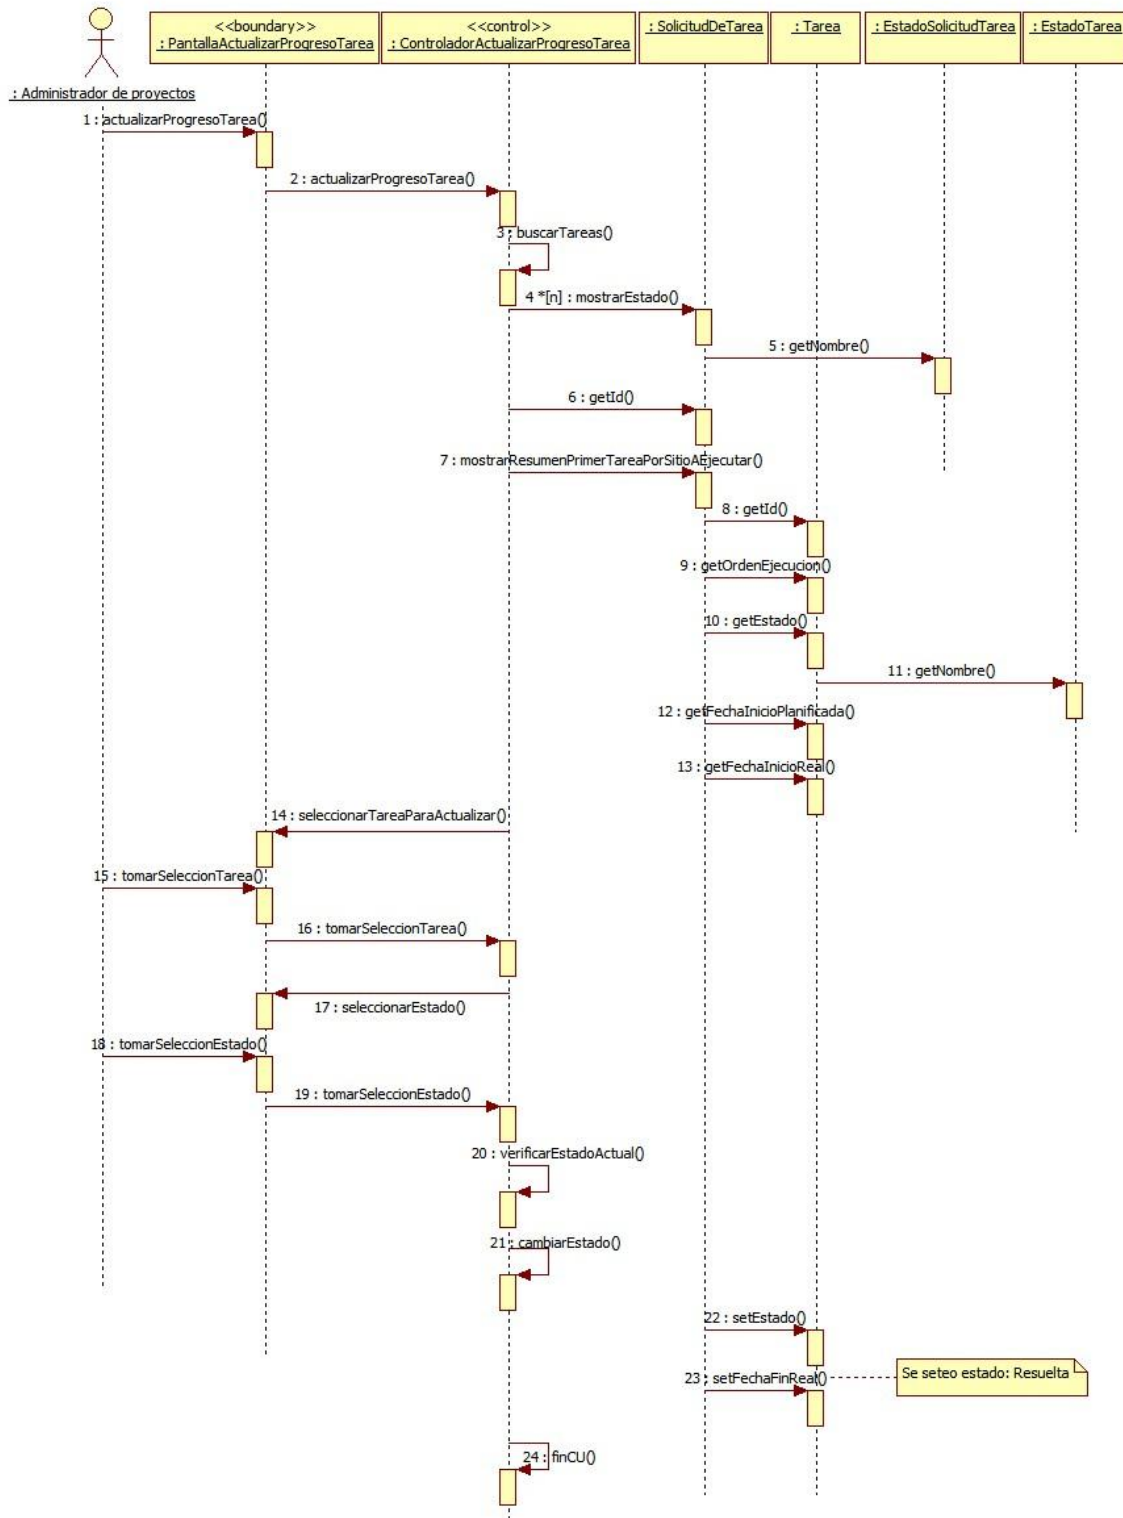 <<boundary>>
: PantallaActualizarProgresoTarea
<<control>>
: ControladorActualizarProgresoTarea
: SolicitudDeTarea
: Tarea
: EstadoSolicitudTarea
: EstadoTarea
: Administrador de proyectos
1 : actualizarProgresoTarea()
2 : actualizarProgresoTarea()
3 : buscarTareas()
4 *[n] : mostrarEstado()
5 : getNombre()
6 : getId()
7 : mostrarResumenPrimerTareaPorSitioAEjecutar()
8 : getId()
9 : getOrdenEjecucion()
10 : getEstado()
11 : getNombre()
12 : getFechaInicioPlanificada()
13 : getFechaInicioReal()
14 : seleccionarTareaParaActualizar()
15 : tomarSeleccionTarea()
16 : tomarSeleccionTarea()
17 : seleccionarEstado()
18 : tomarSeleccionEstado()
19 : tomarSeleccionEstado()
20 : verificarEstadoActual()
21 : cambiarEstado()
22 : setEstado()
Se seteo estado: Resuelta
23 : setFechaFinReal()
24 : finCU()